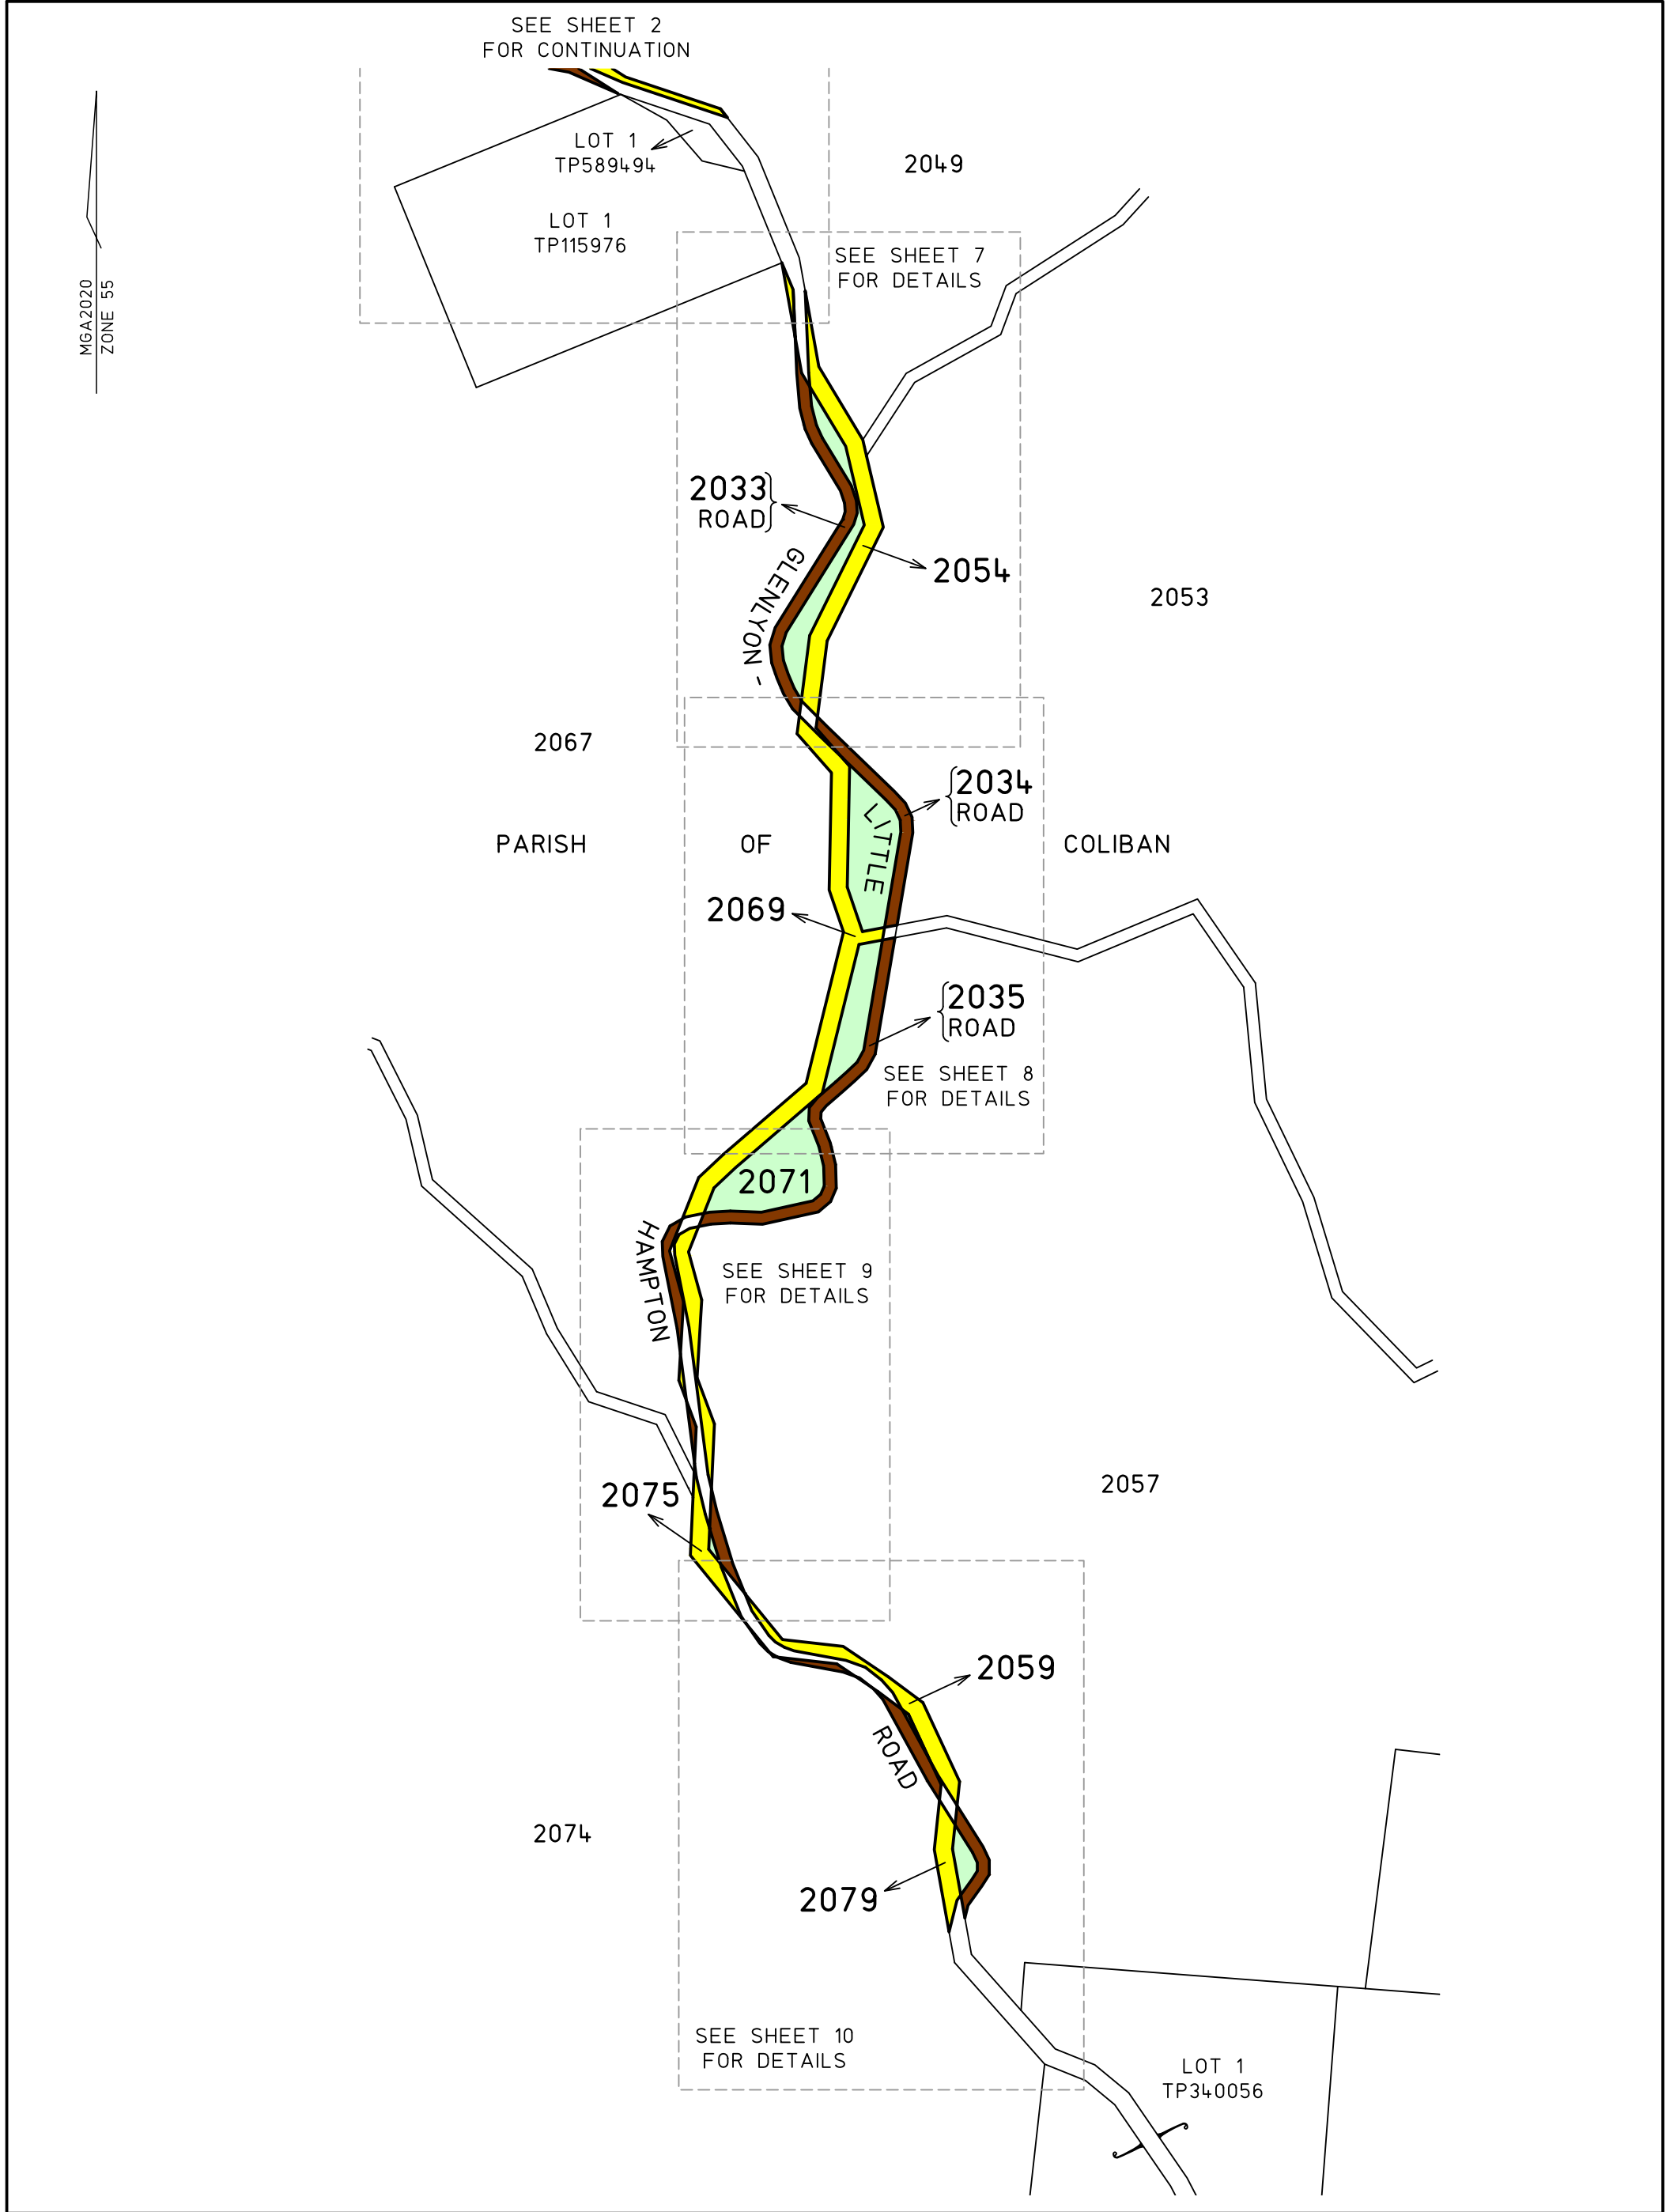 SEE SHEET 2
FOR CONTINUATION
LOT 1
TP589494
2049
LOT 1
TP115976
SEE SHEET 7
FOR DETAILS
MGA2020
ZONE 55
2033
ROAD
GLENLYON -
2054
2053
2067
2034
ROAD
LITTLE
PARISH OF COLIBAN
2069
2035
ROAD
SEE SHEET 8
FOR DETAILS
2071
HAMPTON
SEE SHEET 9
FOR DETAILS
2075
2057
2059
ROAD
2074
2079
SEE SHEET 10
FOR DETAILS
LOT 1
TP340056